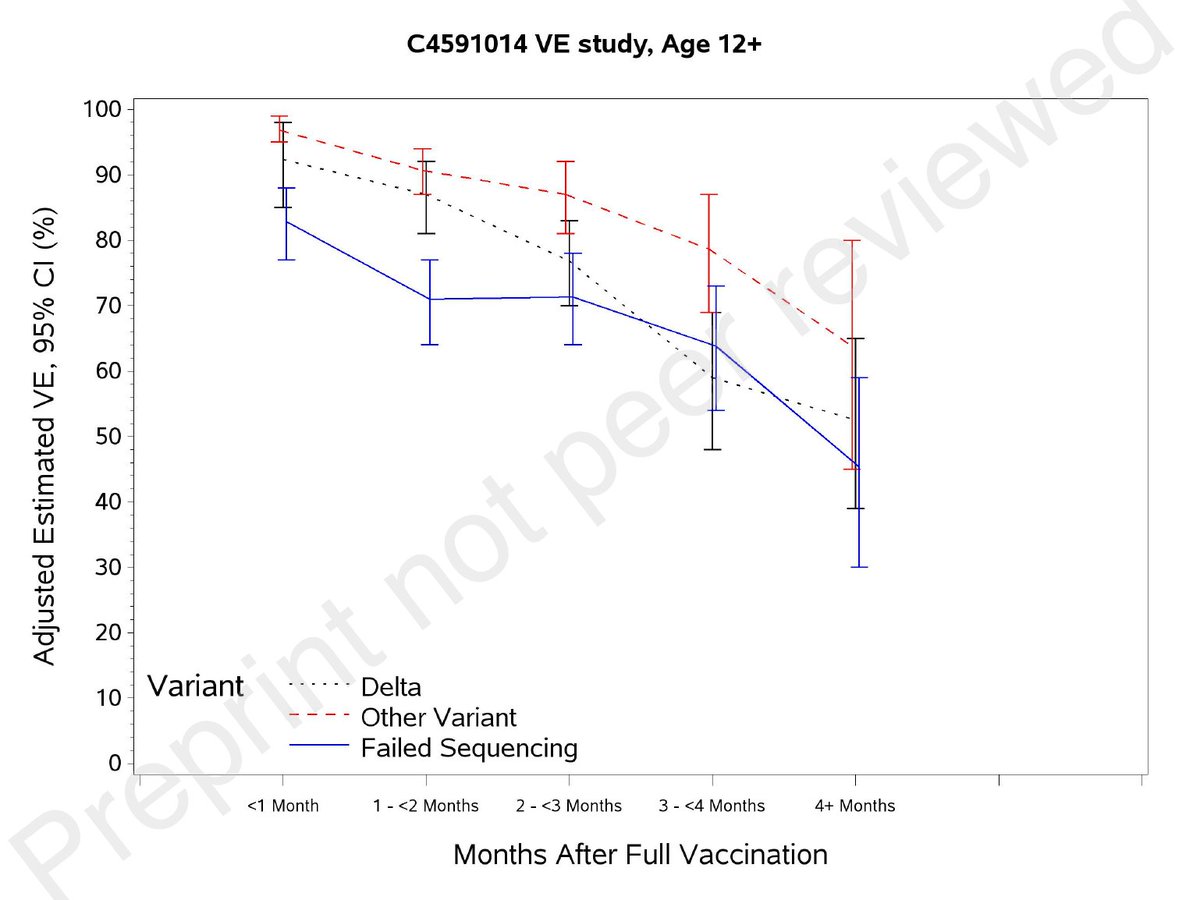 C4591014 VE study, Age 12+
Adjusted Estimated VE, 95% CI (%)
100
90
80
70
60
50
40
30
20
10
0
Variant
Delta
Other Variant
Failed Sequencing
<1 Month
1 - <2 Months
2 - <3 Months
3 - <4 Months
4+ Months
Months After Full Vaccination
Preprint not peer reviewed